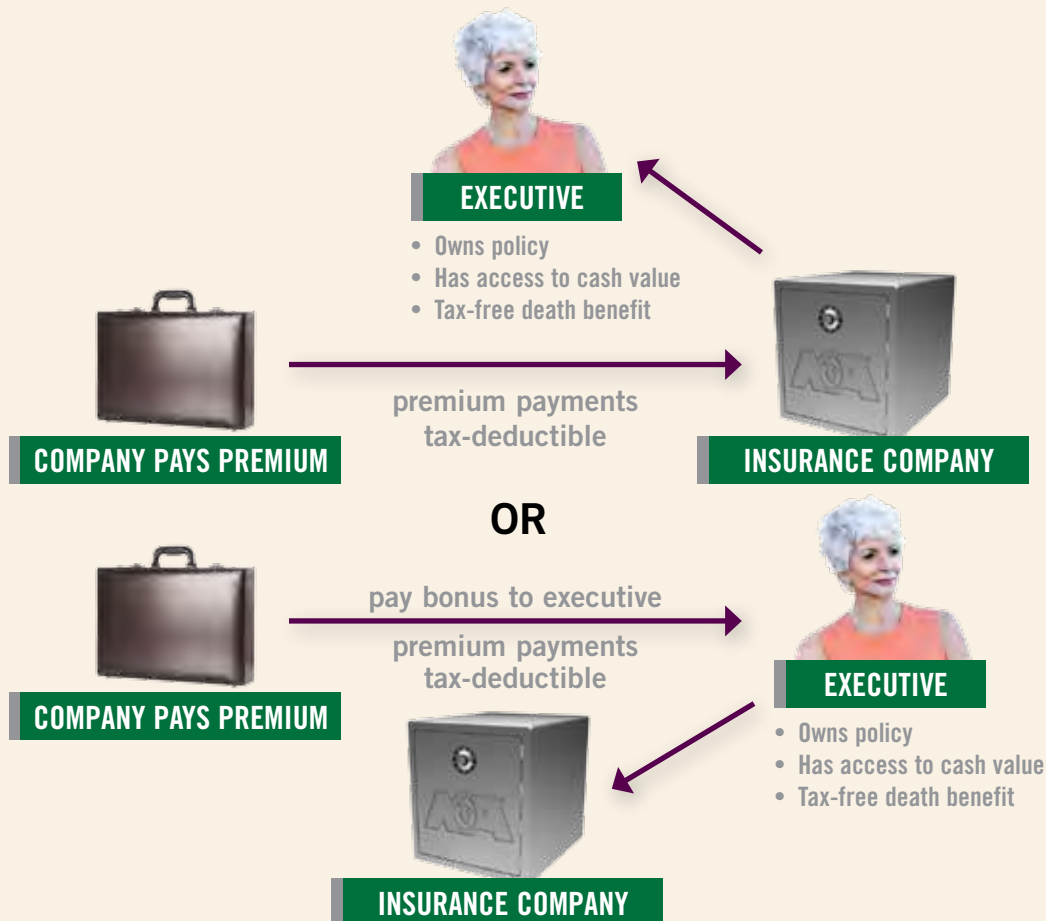 EXECUTIVE
• Owns policy
• Has access to cash value
• Tax-free death benefit
premium payments
tax-deductible
COMPANY PAYS PREMIUM
INSURANCE COMPANY
OR
pay bonus to executive
premium payments
tax-deductible
COMPANY PAYS PREMIUM
EXECUTIVE
• Owns policy
• Has access to cash value
• Tax-free death benefit
INSURANCE COMPANY